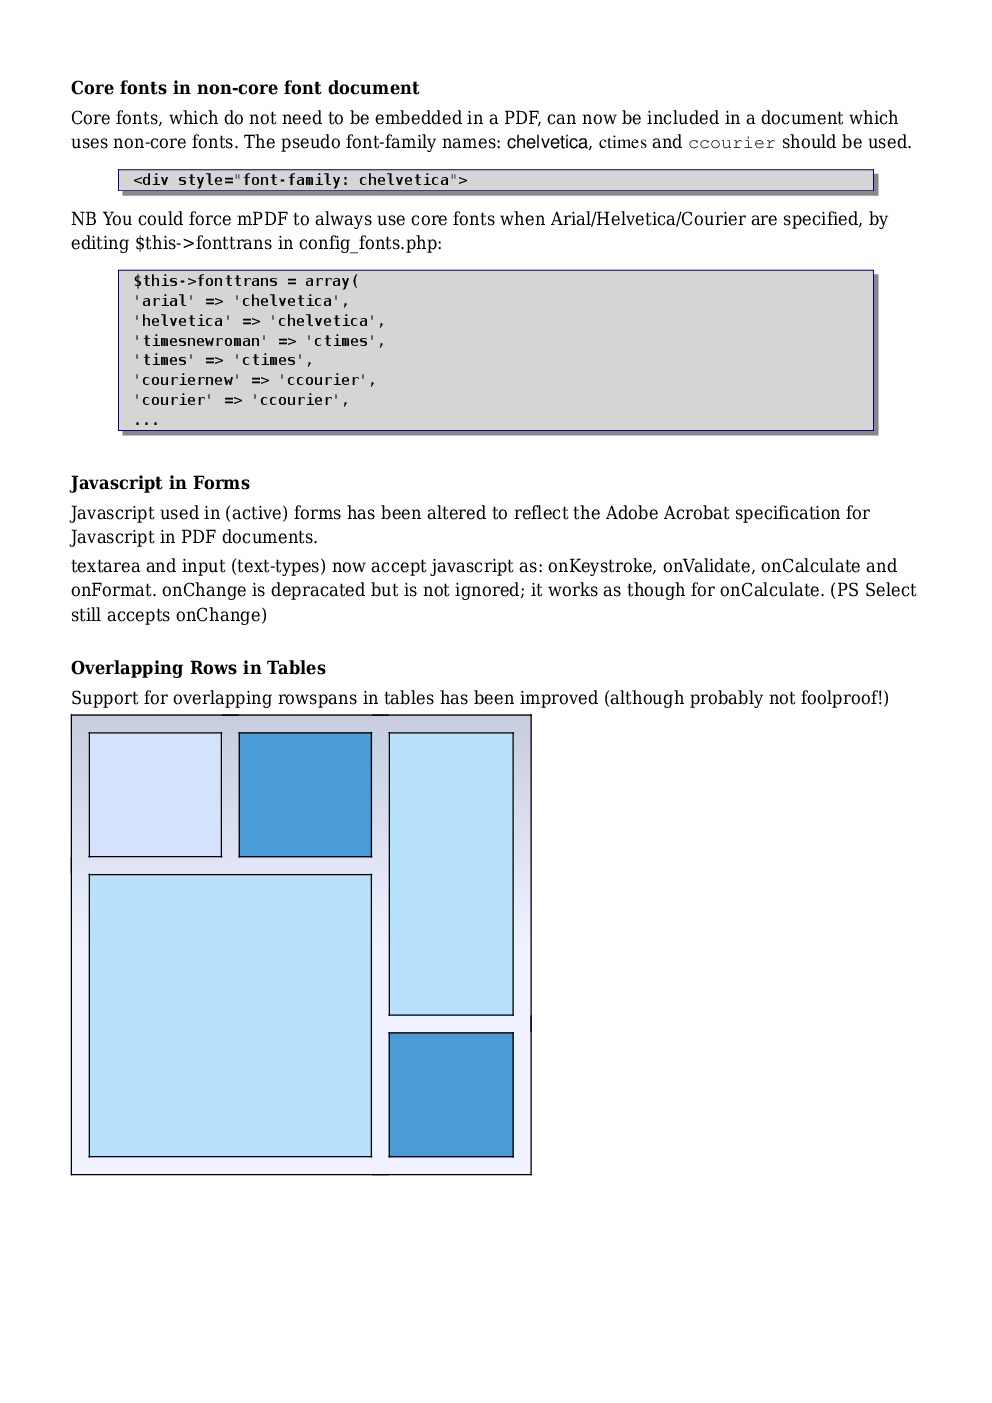 Core fonts in non-core font document
Core fonts, which do not need to be embedded in a PDF, can now be included in a document which
uses non-core fonts. The pseudo font-family names: chelvetica, ctimes and ccourier should be used.
<div style="font-family: chelvetica">
NB You could force mPDF to always use core fonts when Arial/Helvetica/Courier are specified, by
editing $this->fonttrans in config_fonts.php:
$this->fonttrans = array(
'arial' => 'chelvetica',
'helvetica' => 'chelvetica',
'timesnewroman' => 'ctimes',
'times' => 'ctimes',
'couriernew' => 'ccourier',
'courier' => 'ccourier',
...
Javascript in Forms
Javascript used in (active) forms has been altered to reflect the Adobe Acrobat specification for
Javascript in PDF documents.
textarea and input (text-types) now accept javascript as: onKeystroke, onValidate, onCalculate and
onFormat. onChange is depracated but is not ignored; it works as though for onCalculate. (PS Select
still accepts onChange)
Overlapping Rows in Tables
Support for overlapping rowspans in tables has been improved (although probably not foolproof!)